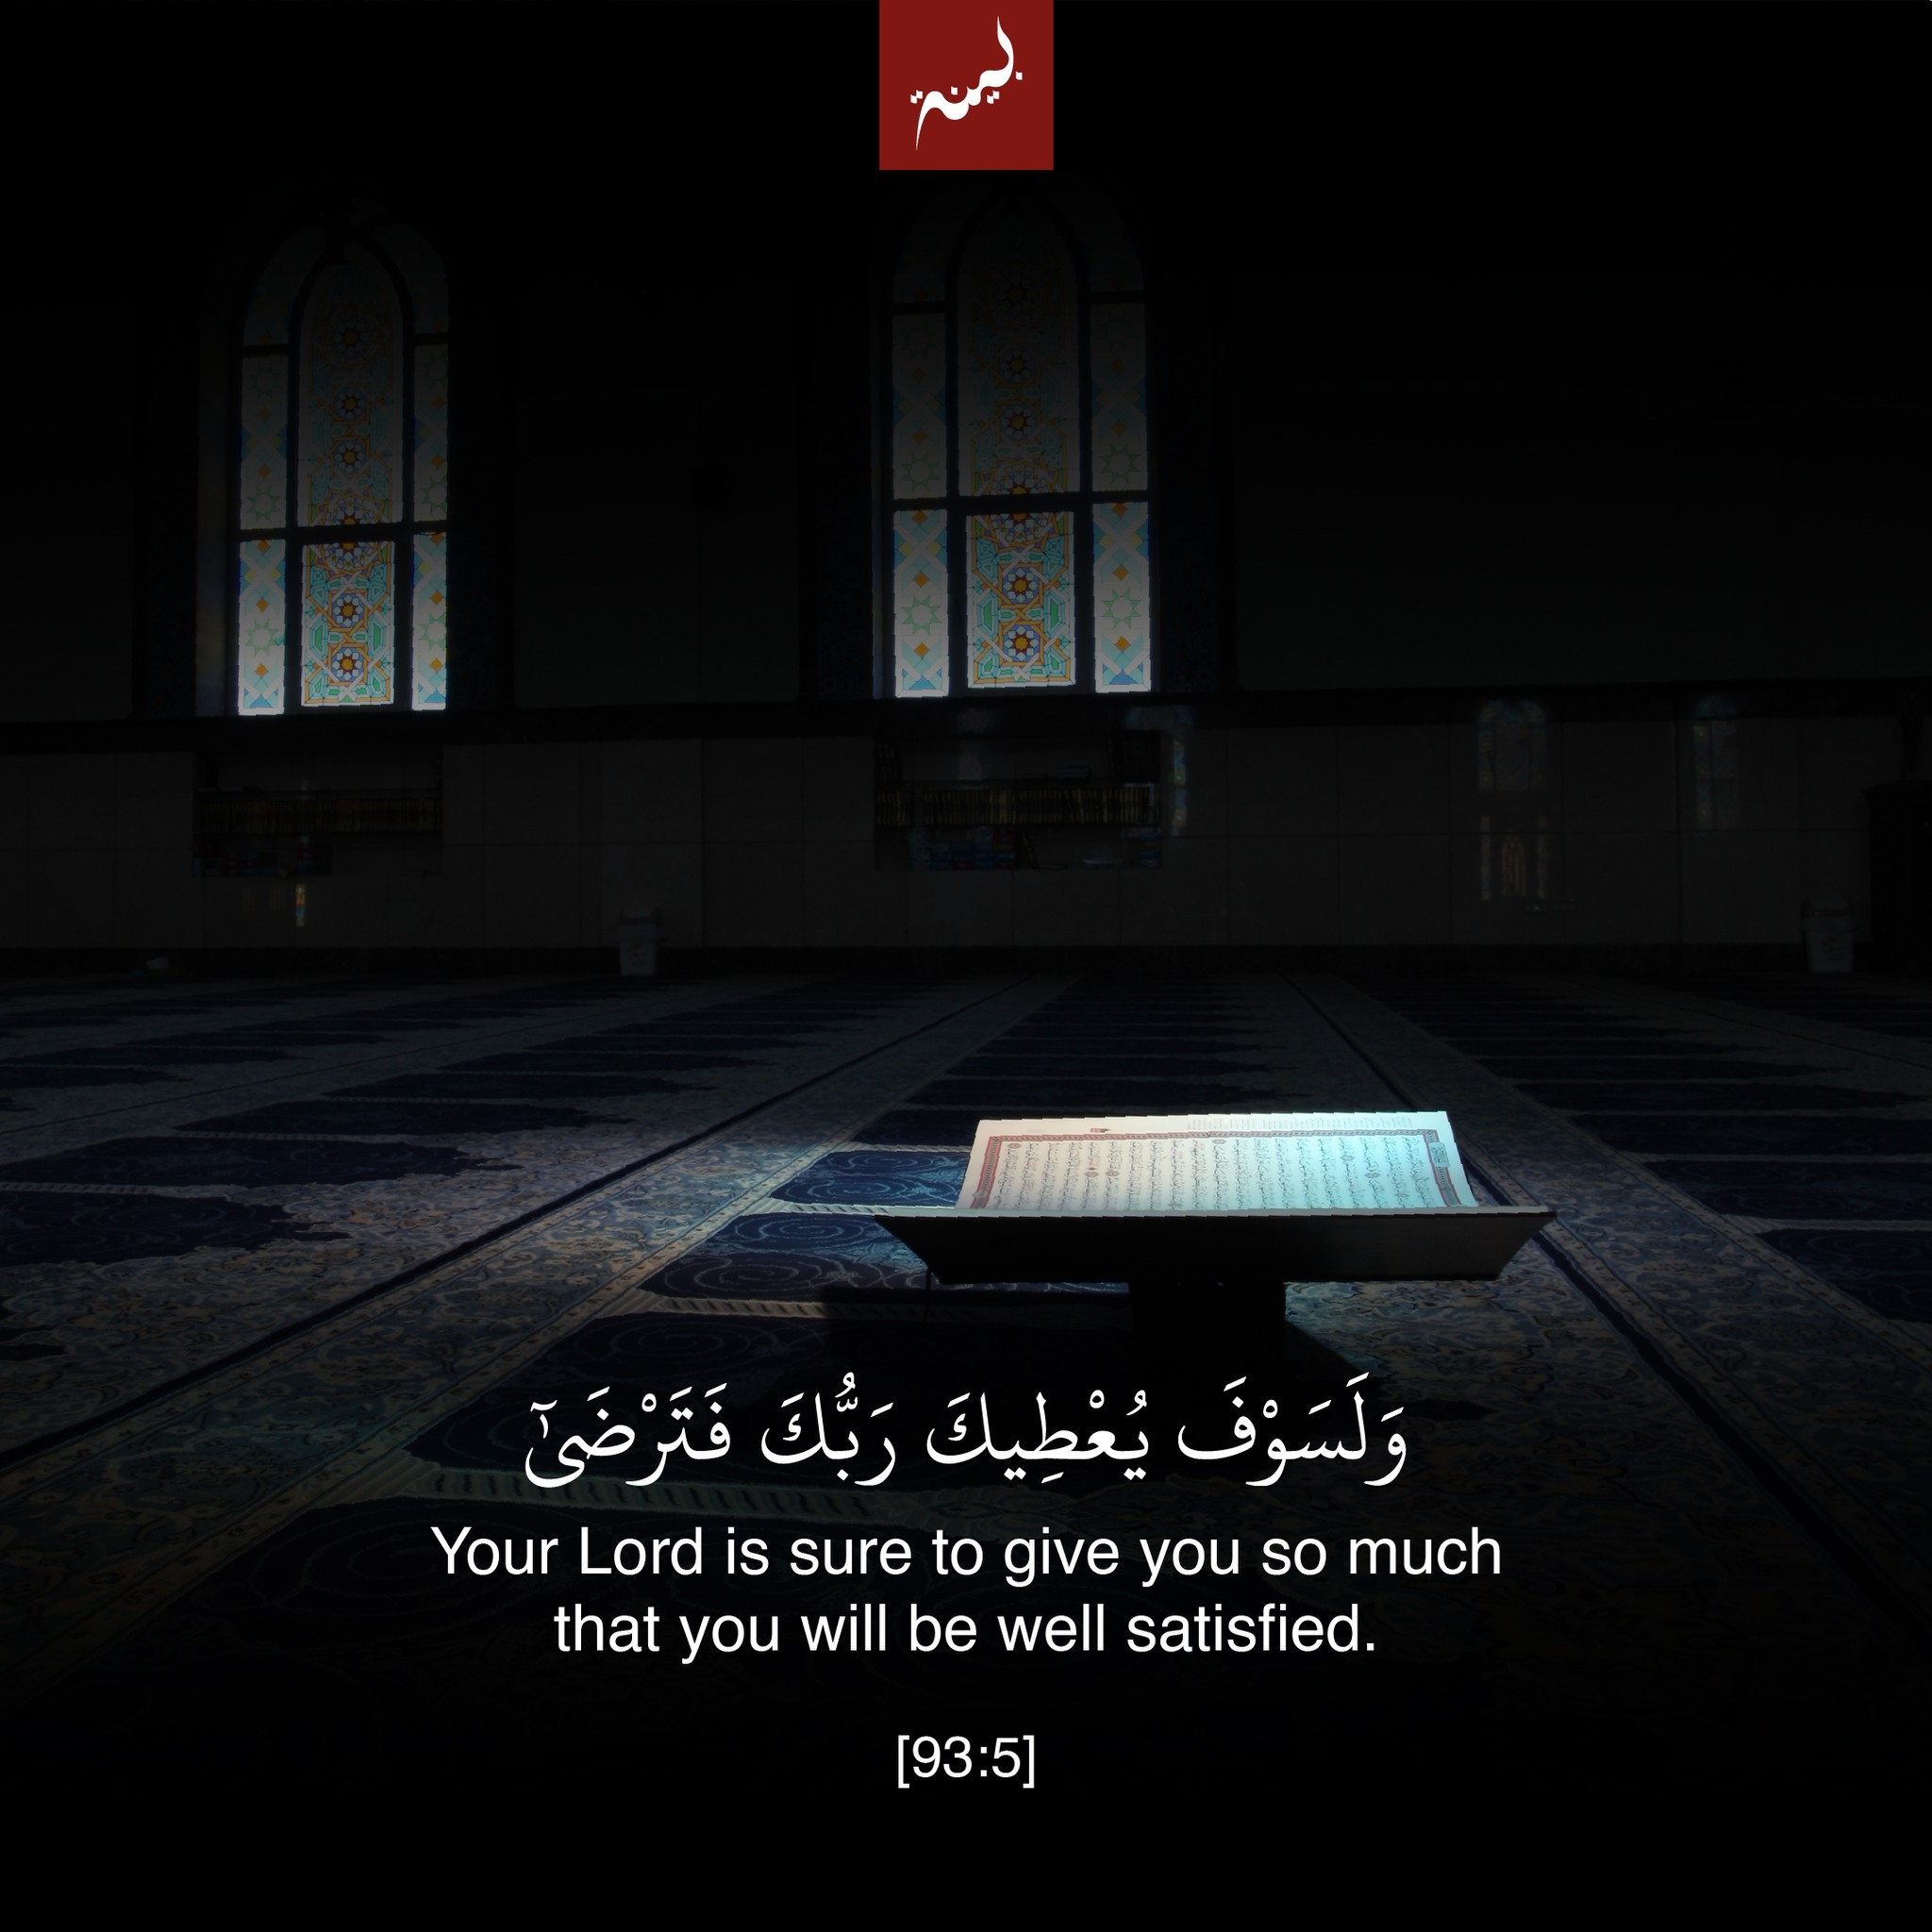 بينة
وَلَسَوْفَ يُعْطِيكَ رَبُّكَ فَتَرْضَىٰٓ
Your Lord is sure to give you so much
that you will be well satisfied.
[93:5]